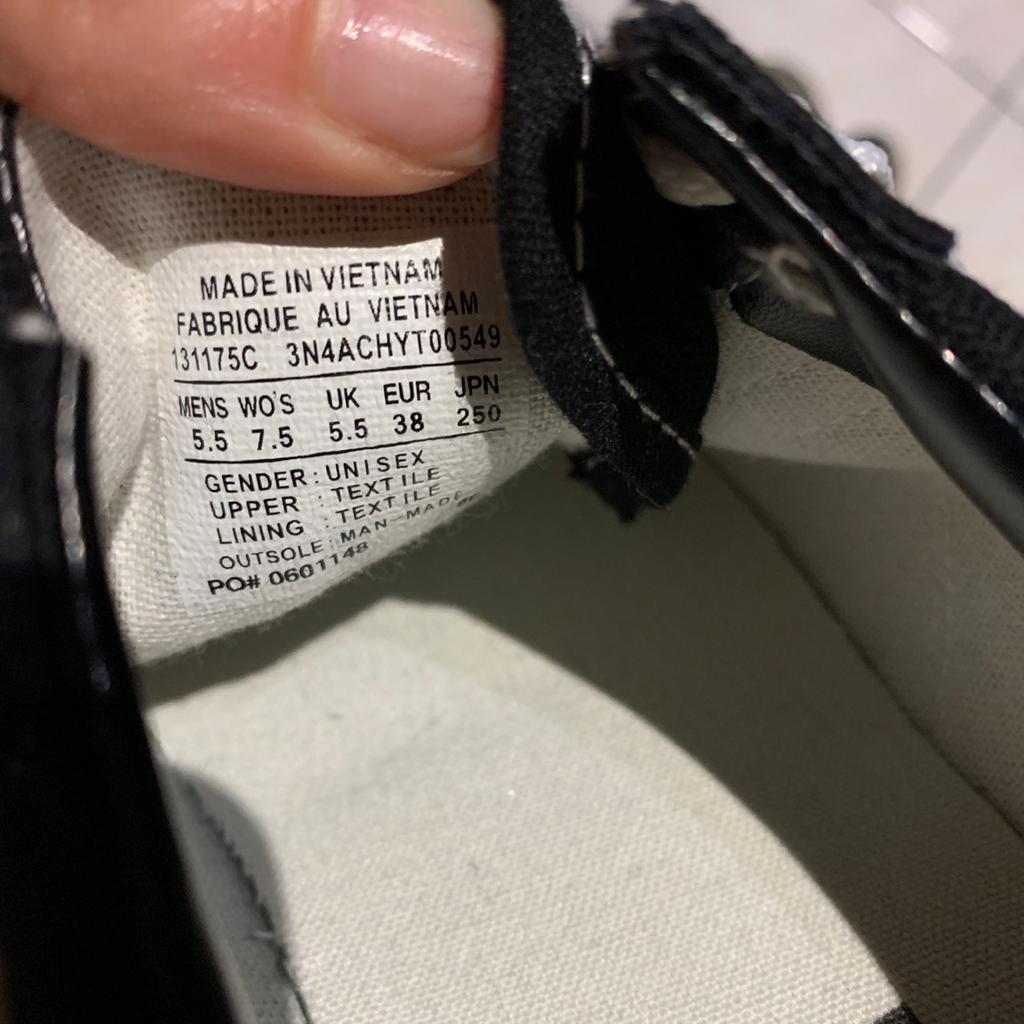 MADE IN VIETNAM
FABRIQUE AU VIETNAM
131175C 3N4ACHYT00549
MENS WO'S UK EUR JPN
5.5 7.5 5.5 38 250
GENDER : UNISEX
UPPER : TEXTILE
LINING : TEXTILE
OUTSOLE : MAN-MADE
PO# 0601148